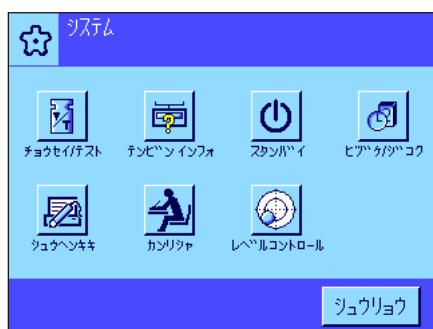 システム
チョウセイ/テスト
テンビン インフォ
スタンバイ
ヒヅケ/ジコク
シュウヘンキキ
カンリシャ
レベルコントロール
シュウリョウ